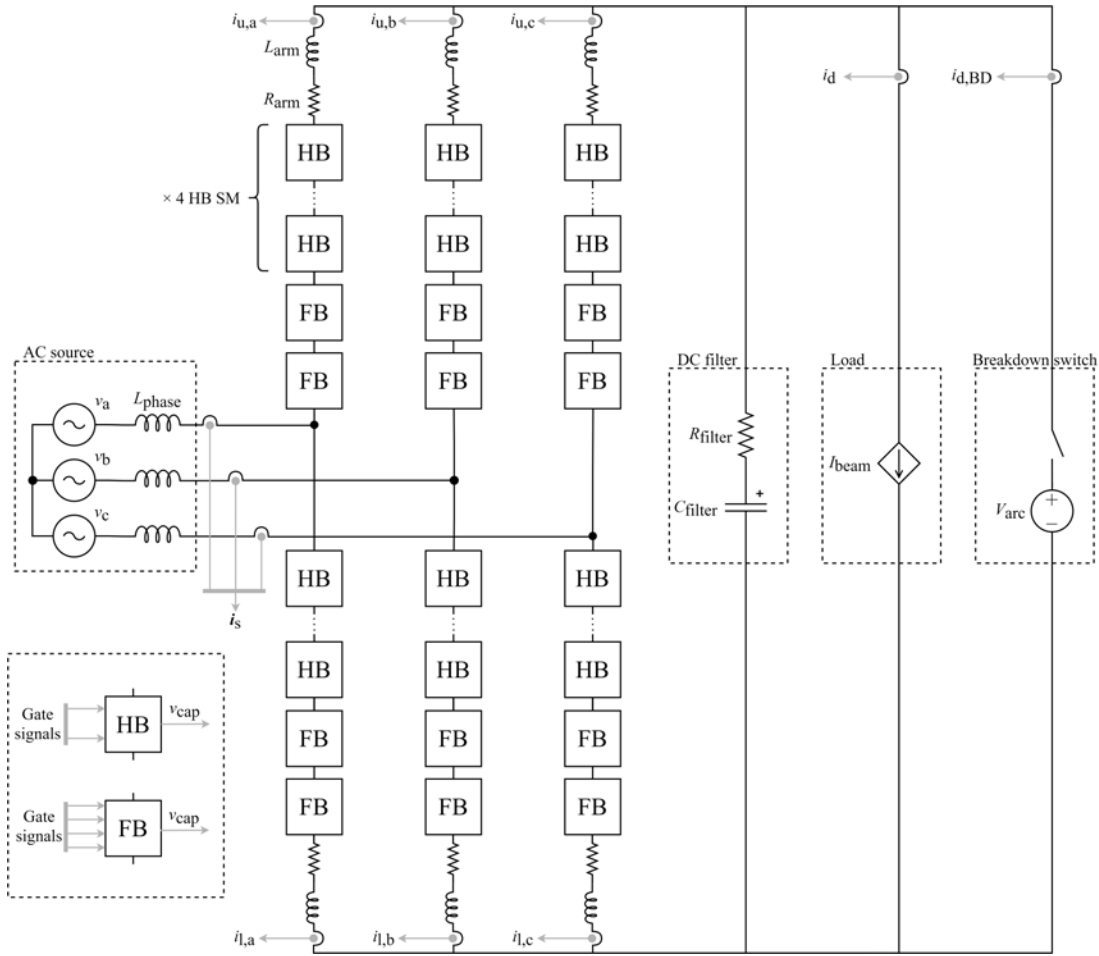 i_u,a
i_u,b
i_u,c
L_arm
i_d
i_d,BD
R_arm
HB
HB
HB
× 4 HB SM
HB
HB
HB
FB
FB
FB
AC source
DC filter
Load
Breakdown switch
FB
FB
FB
v_a
L_phase
R_filter
v_b
I_beam
v_c
C_filter
+
V_arc
+
−
HB
HB
HB
i_s
HB
HB
HB
Gate
signals
HB
v_cap
FB
FB
FB
Gate
signals
FB
v_cap
FB
FB
FB
i_l,a
i_l,b
i_l,c